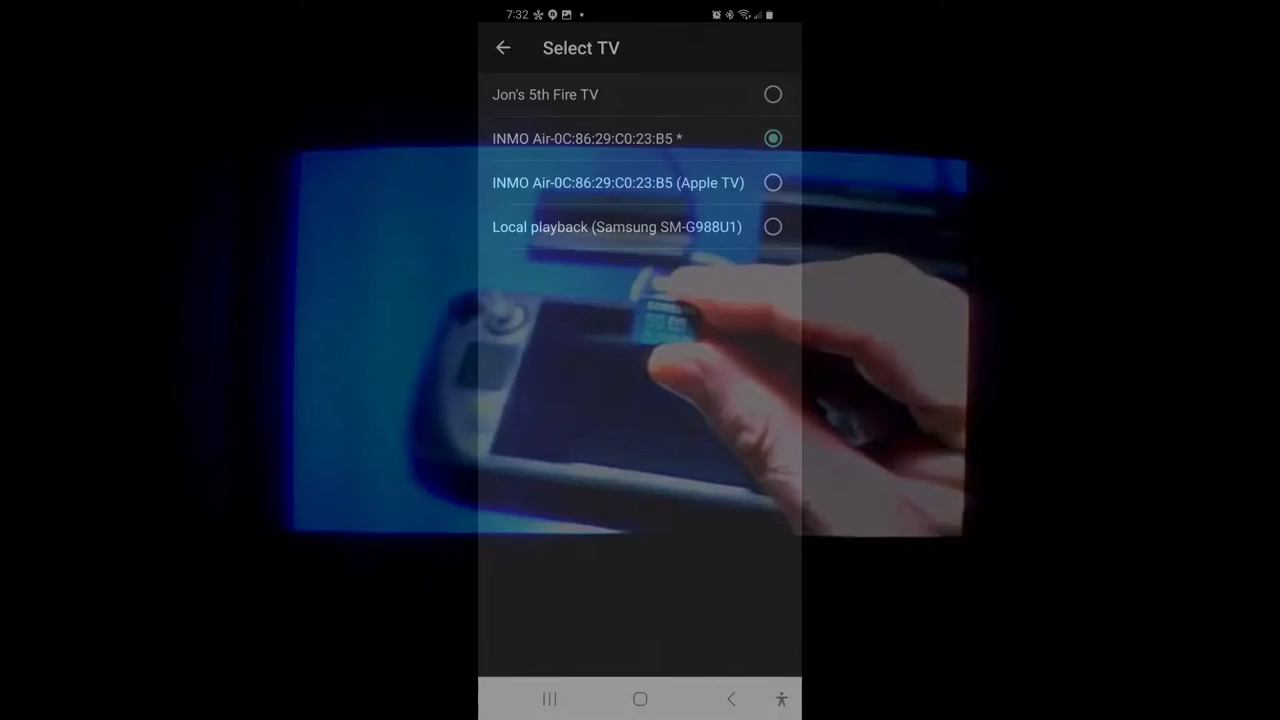 7:32
Select TV
Jon's 5th Fire TV
INMO Air-0C:86:29:C0:23:B5 *
INMO Air-0C:86:29:C0:23:B5 (Apple TV)
Local playback (Samsung SM-G988U1)